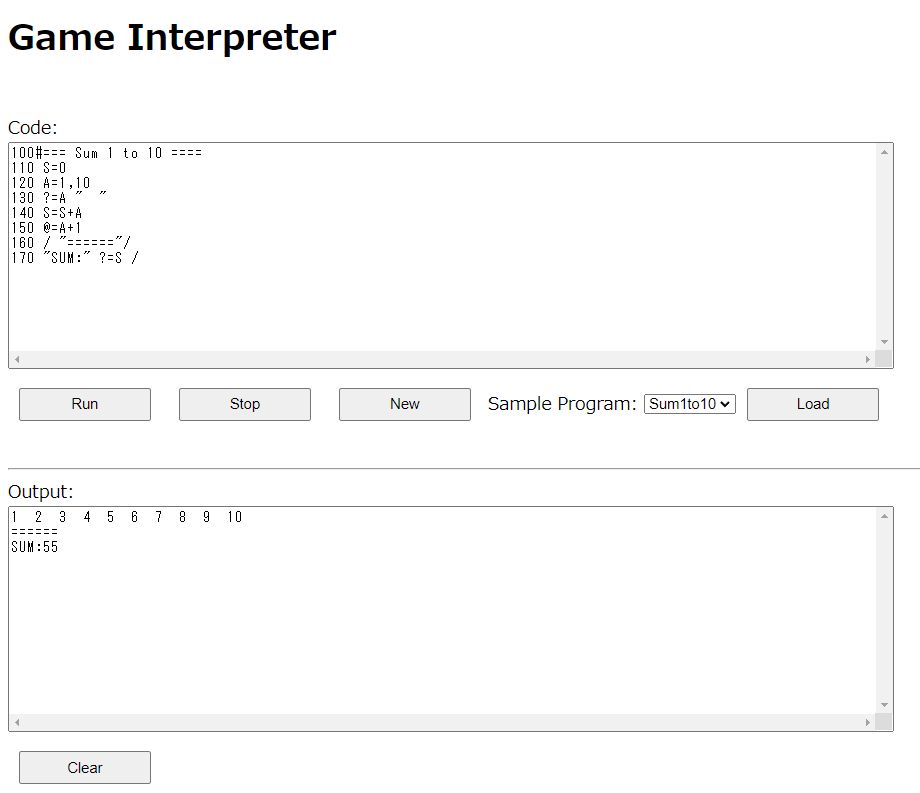 Game Interpreter
Code:
100#=== Sum 1 to 10 ====
110 S=0
120 A=1,10
130 ?=A "  "
140 S=S+A
150 @=A+1
160 / "======"/
170 "SUM:" ?=S /
Run Stop New Sample Program: Sum1to10 Load
Output:
1  2  3  4  5  6  7  8  9  10
======
SUM:55
Clear